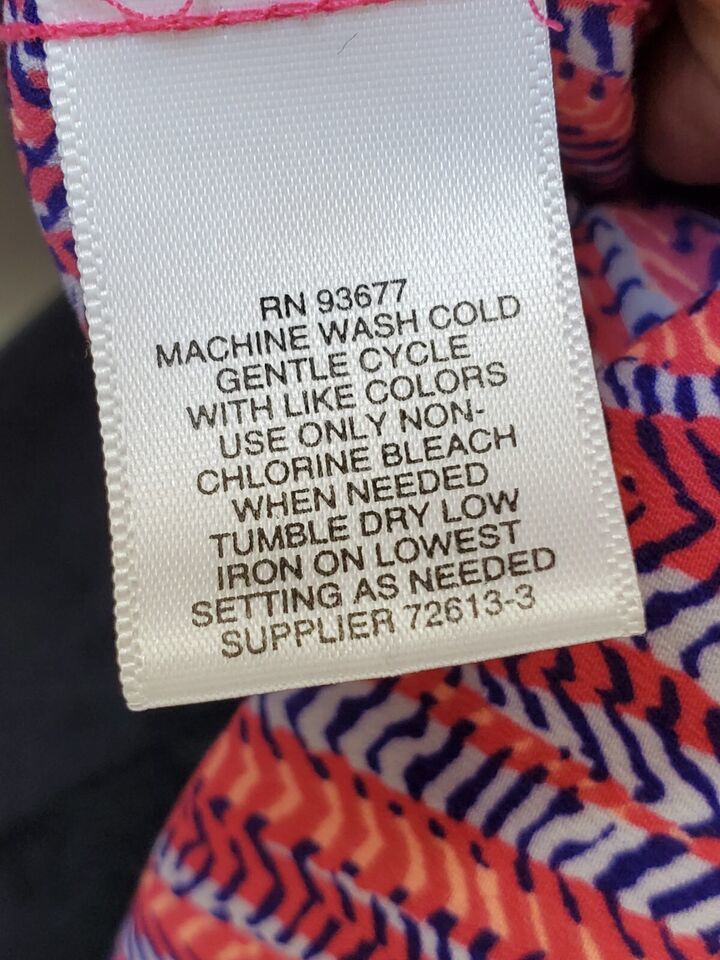 RN 93677
MACHINE WASH COLD
GENTLE CYCLE
WITH LIKE COLORS
USE ONLY NON-
CHLORINE BLEACH
WHEN NEEDED
TUMBLE DRY LOW
IRON ON LOWEST
SETTING AS NEEDED
SUPPLIER 72613-3